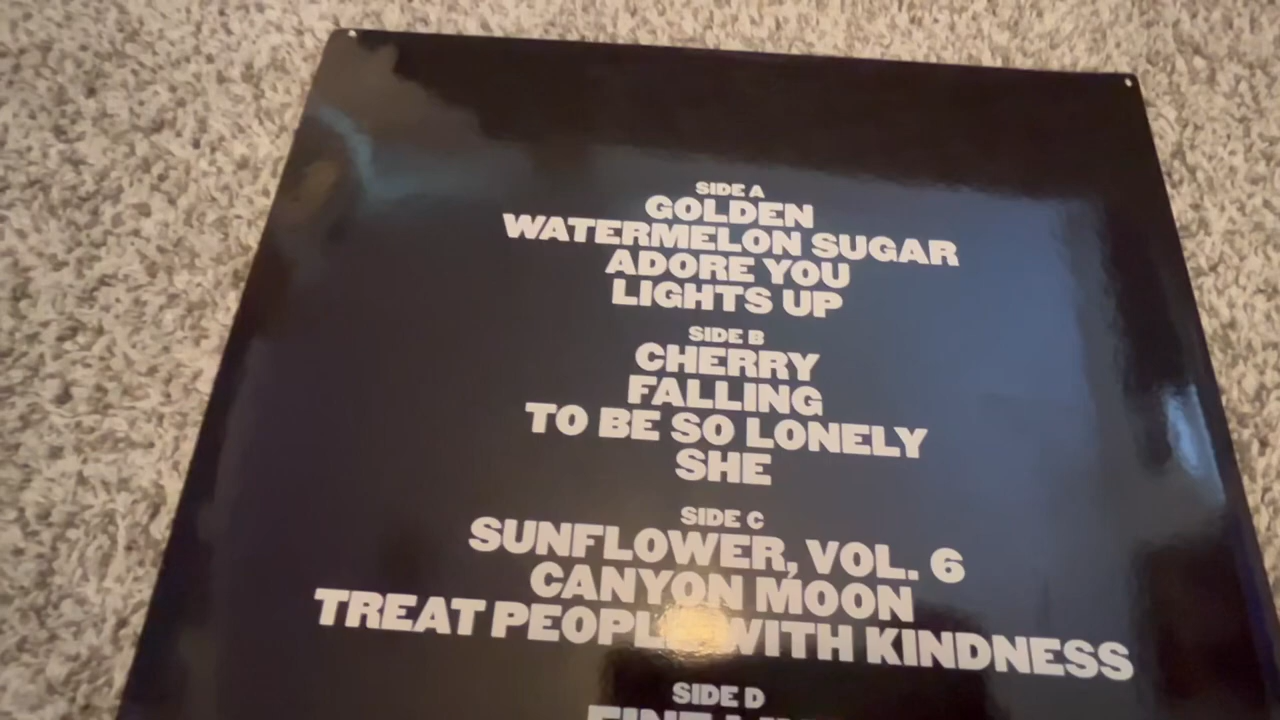 SIDE A
GOLDEN
WATERMELON SUGAR
ADORE YOU
LIGHTS UP
SIDE B
CHERRY
FALLING
TO BE SO LONELY
SHE
SIDE C
SUNFLOWER, VOL. 6
CANYON MOON
TREAT PEOPLE WITH KINDNESS
SIDE D
FINE